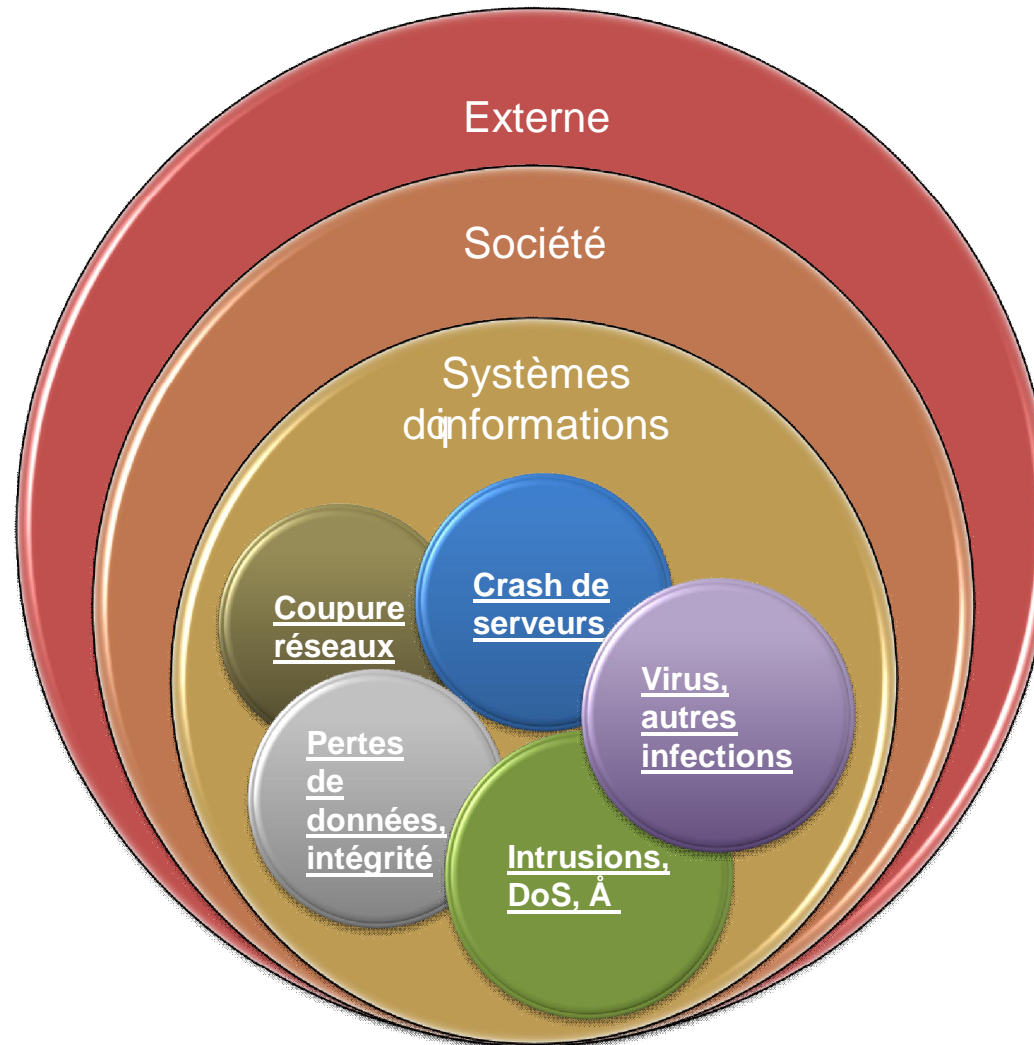 Externe
Société
Systèmes
dqinformations
Coupure
réseaux
Crash de
serveurs
Virus,
autres
infections
Pertes
de
données,
intégrité
Intrusions,
DoS, Å